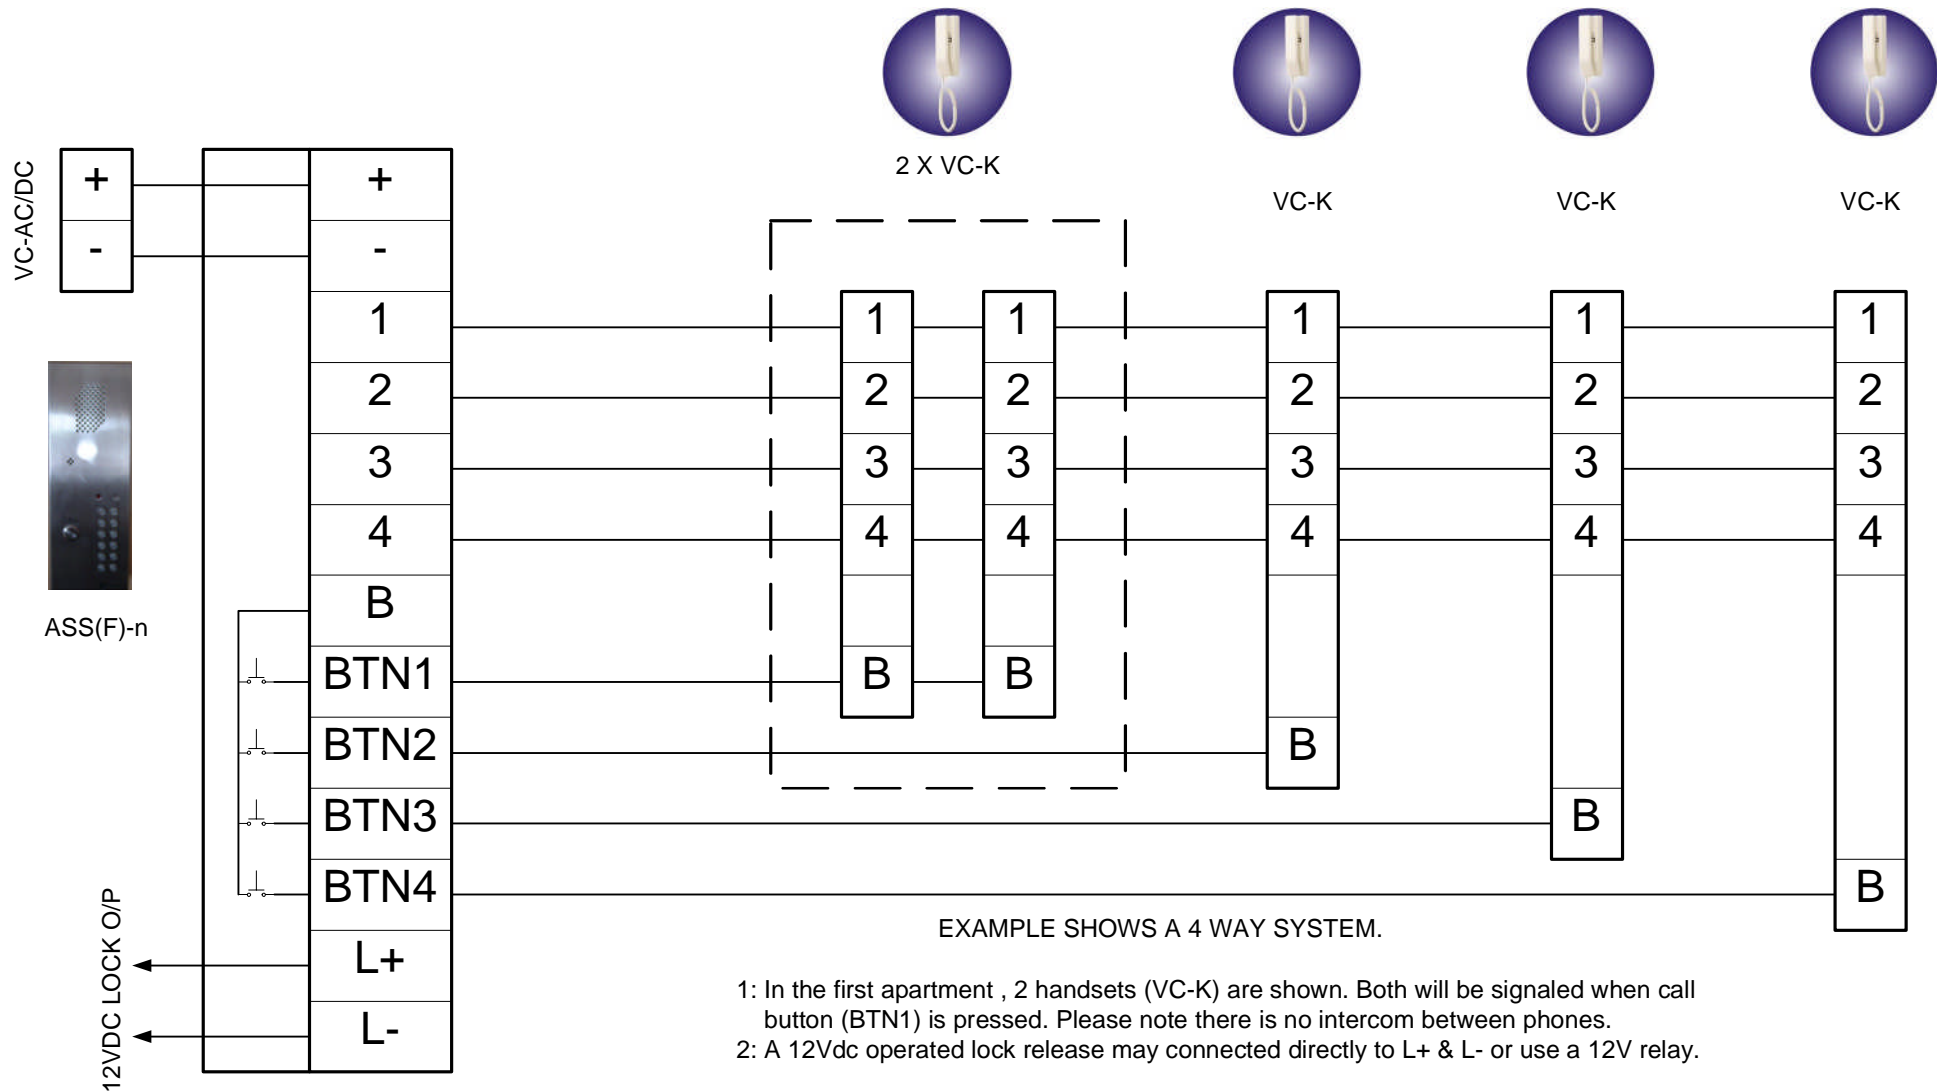 2 X VC-K
VC-K
VC-K
VC-K
VC-AC/DC
+
-
+
-
1
2
3
4
B
BTN1
BTN2
BTN3
BTN4
L+
L-
1
2
3
4
B
1
2
3
4
B
1
2
3
4
B
1
2
3
4
B
1
2
3
4
B
ASS(F)-n
12VDC LOCK O/P
EXAMPLE SHOWS A 4 WAY SYSTEM.
1: In the first apartment , 2 handsets (VC-K) are shown. Both will be signaled when call
button (BTN1) is pressed. Please note there is no intercom between phones.
2: A 12Vdc operated lock release may connected directly to L+ & L- or use a 12V relay.